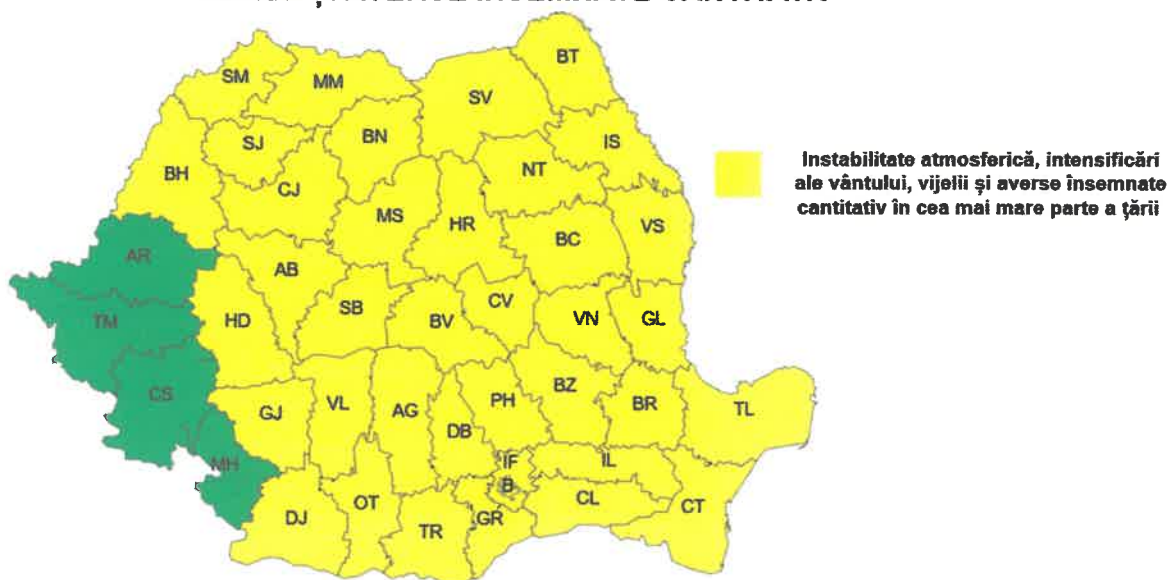 BT
SM
MM
SV
SJ
BN
IS
BH
CJ
NT
MS
HR
BC
VS
AR
AB
TM
HD
SB
BV
CV
VN
GL
CS
GJ
VL
AG
DB
PH
BZ
BR
TL
MH
IF
B
IL
CL
CT
DJ
OT
TR
GR
Instabilitate atmosferică, intensificări
ale vântului, vijelii și averse însemnate
cantitativ în cea mai mare parte a țării